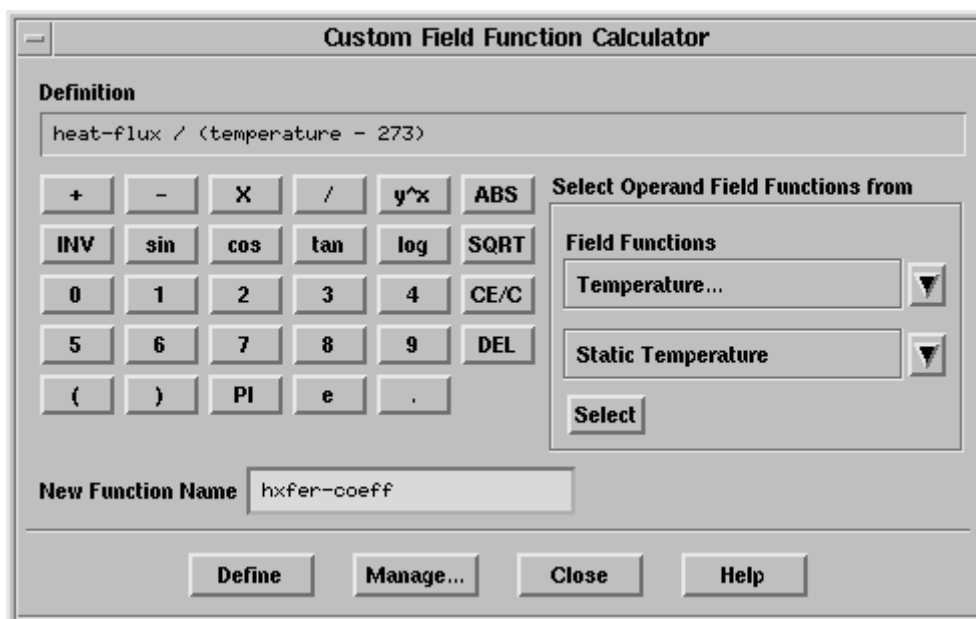 Custom Field Function Calculator
Definition
heat-flux / (temperature - 273)
+ - X / y^x ABS
INV sin cos tan log SQRT
0 1 2 3 4 CE/C
5 6 7 8 9 DEL
( ) PI e .
Select Operand Field Functions from
Field Functions
Temperature...
Static Temperature
Select
New Function Name hxfer-coeff
Define Manage... Close Help